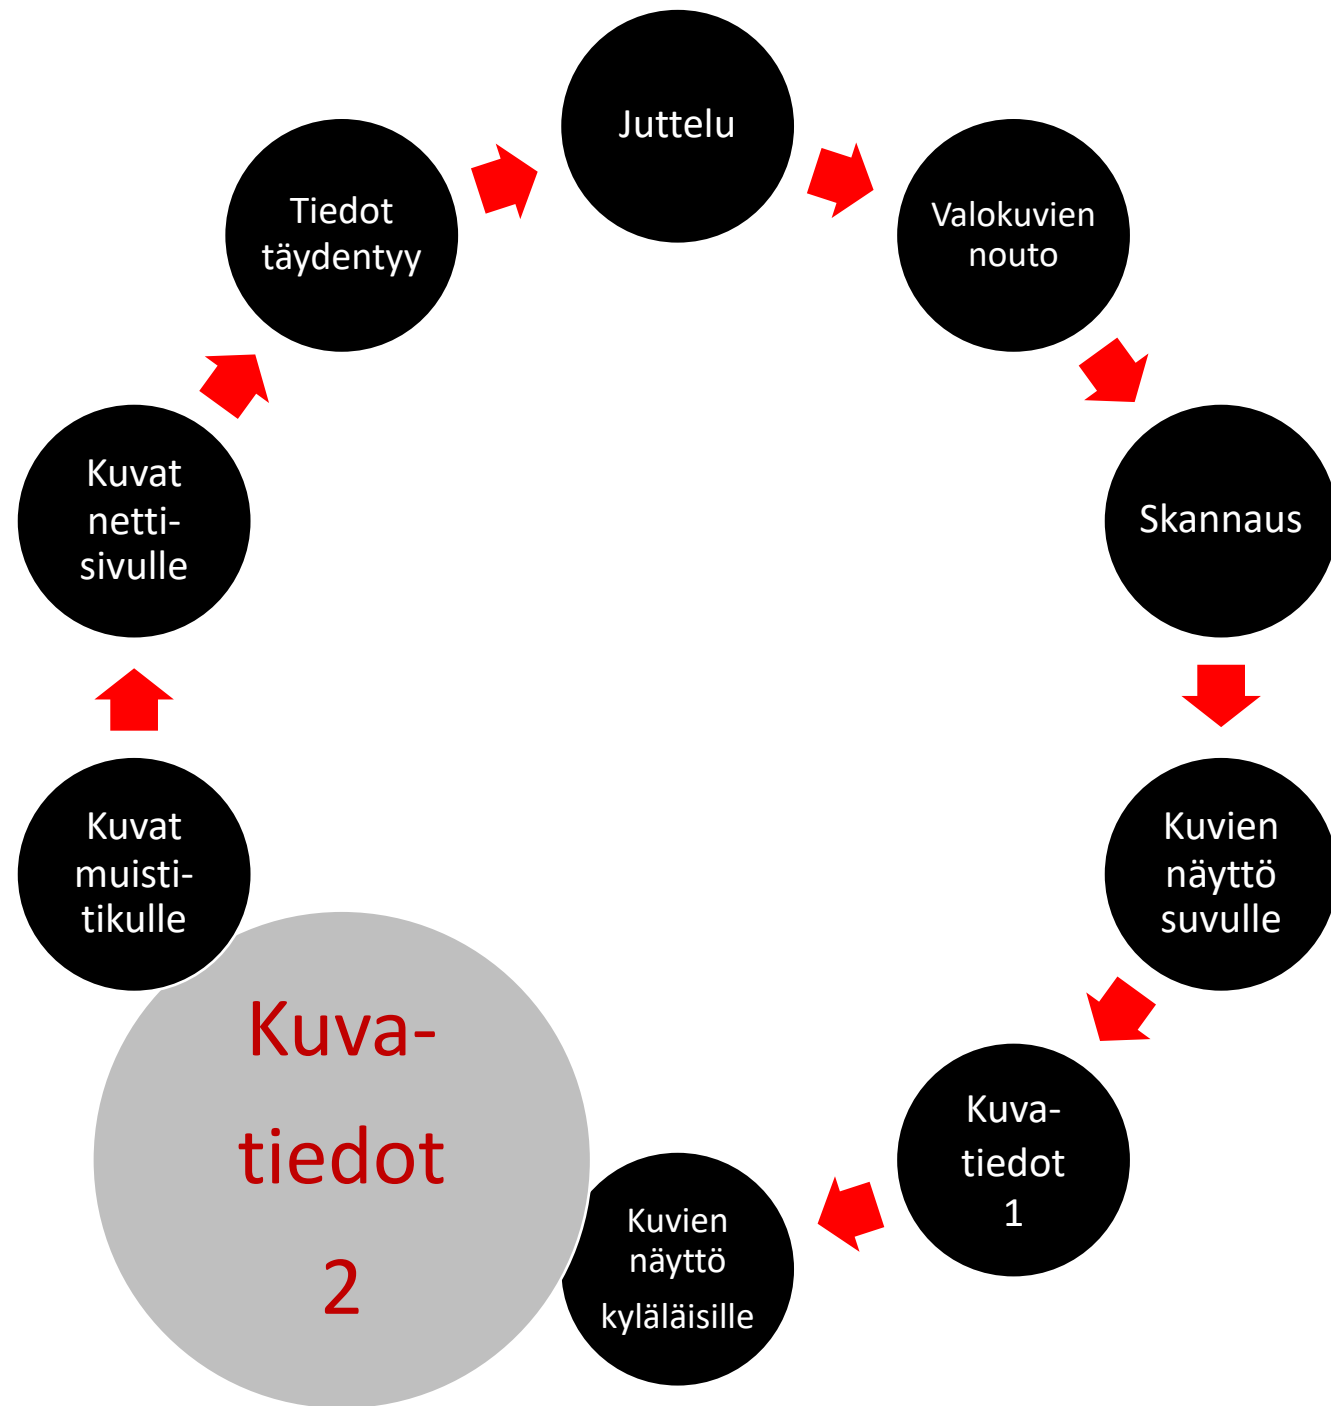 Juttelu
Valokuvien
nouto
Skannaus
Kuvien
näyttö
suvulle
Kuva-
tiedot
1
Kuvien
näyttö
kyläläisille
Kuva-
tiedot
2
Kuvat
muisti-
tikulle
Kuvat
netti-
sivulle
Tiedot
täydentyy